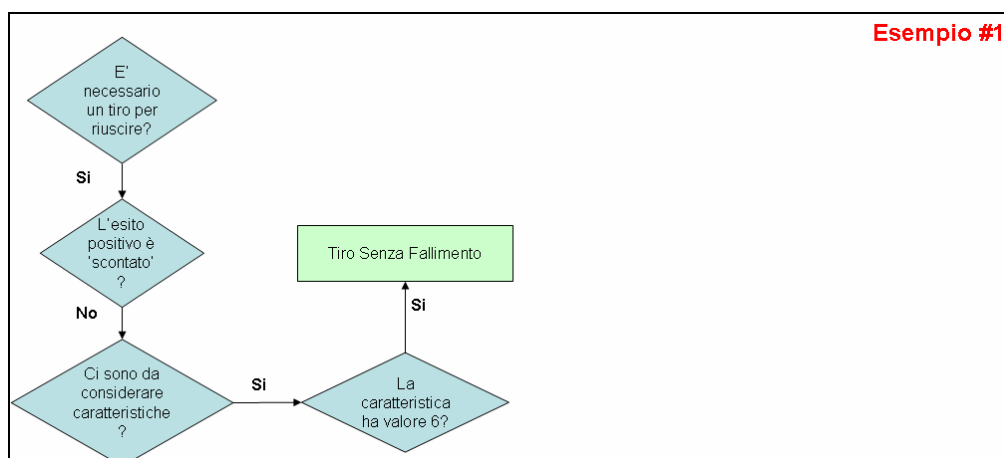 Esempio #1
E'
necessario
un tiro per
riuscire?
Si
L'esito
positivo è
'scontato'
?
Tiro Senza Fallimento
No
Si
Ci sono da
considerare
caratteristiche
?
Si
La
caratteristica
ha valore 6?